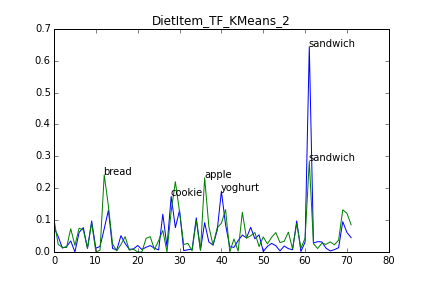 DietItem_TF_KMeans_2
0.7
sandwich
0.6
0.5
0.4
0.3
sandwich
bread
apple
0.2
cookie
yoghurt
0.1
0.0
0 10 20 30 40 50 60 70 80